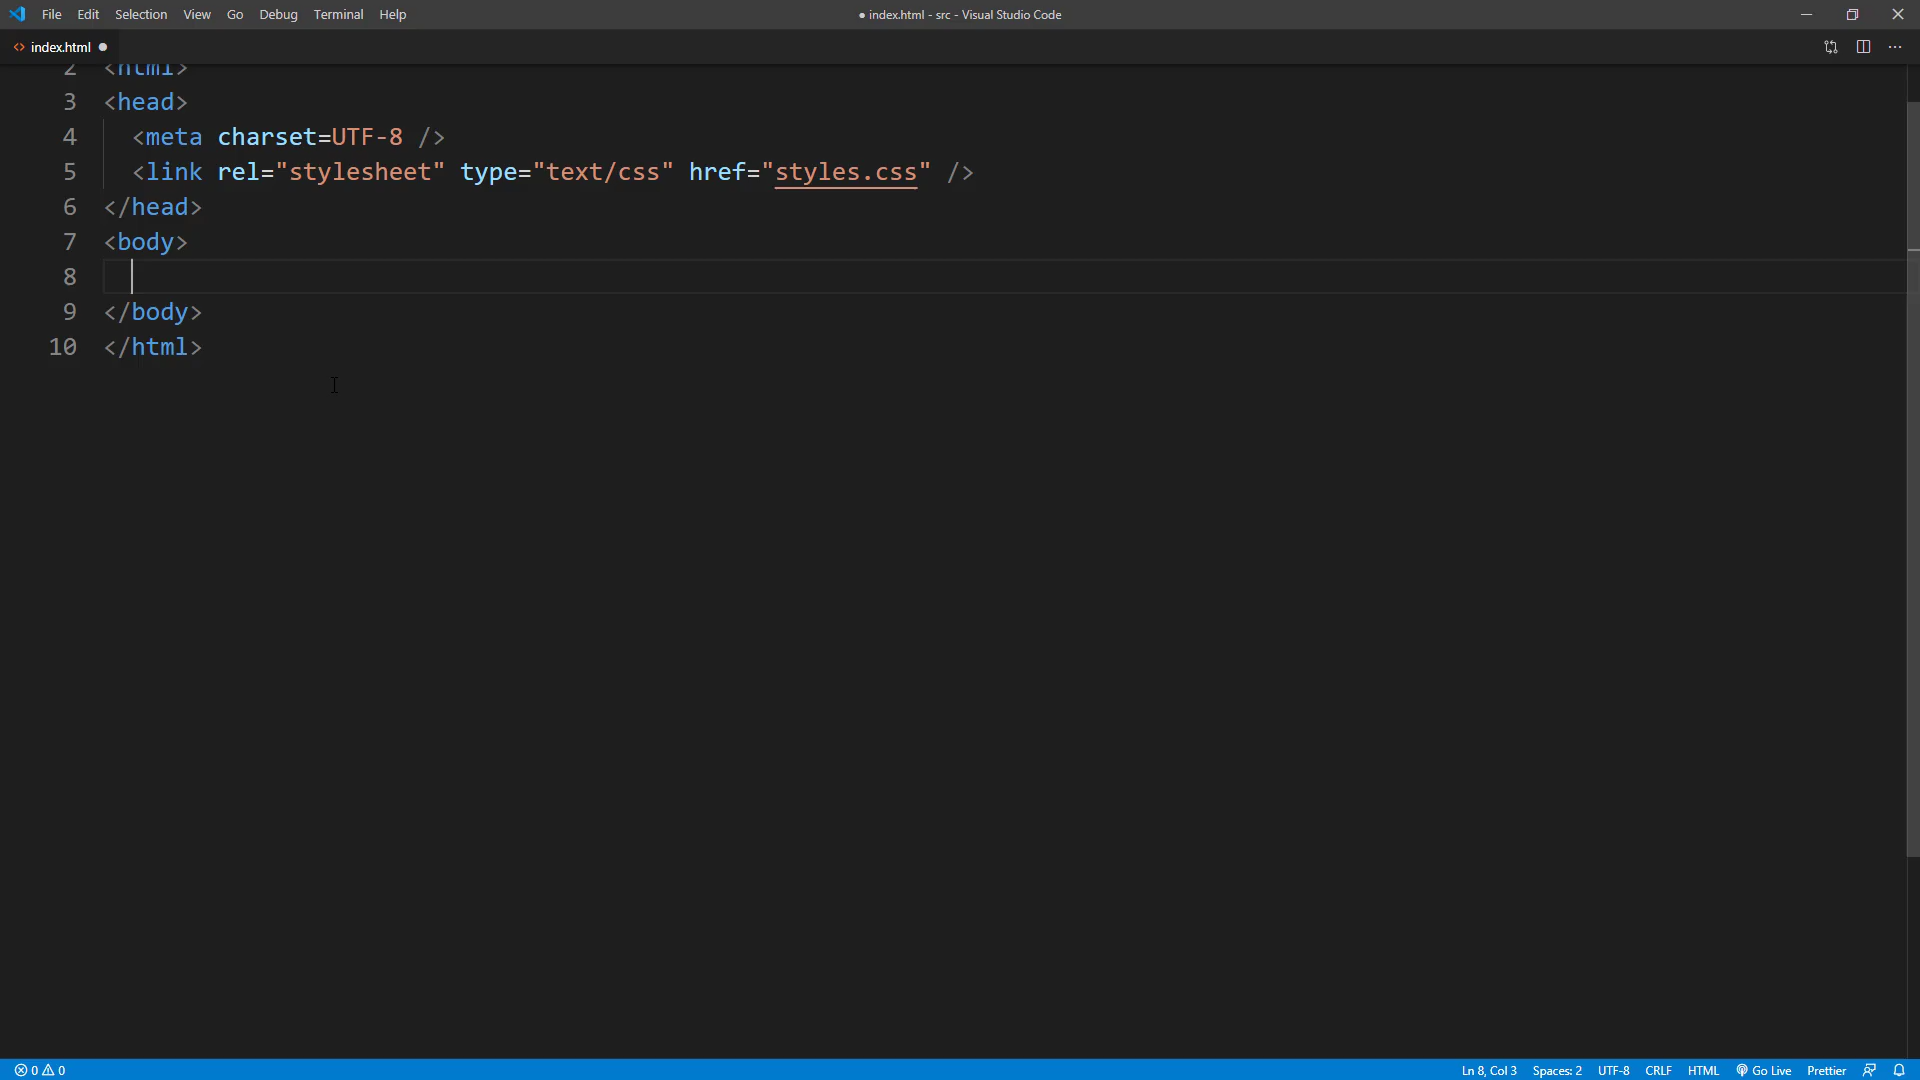 File Edit Selection View Go Debug Terminal Help
● index.html - src - Visual Studio Code
<> index.html ●
2 <html>
3 <head>
4 <meta charset=UTF-8 />
5 <link rel="stylesheet" type="text/css" href="styles.css" />
6 </head>
7 <body>
8
9 </body>
10 </html>
0 0
Ln 8, Col 3 Spaces: 2 UTF-8 CRLF HTML Go Live Prettier